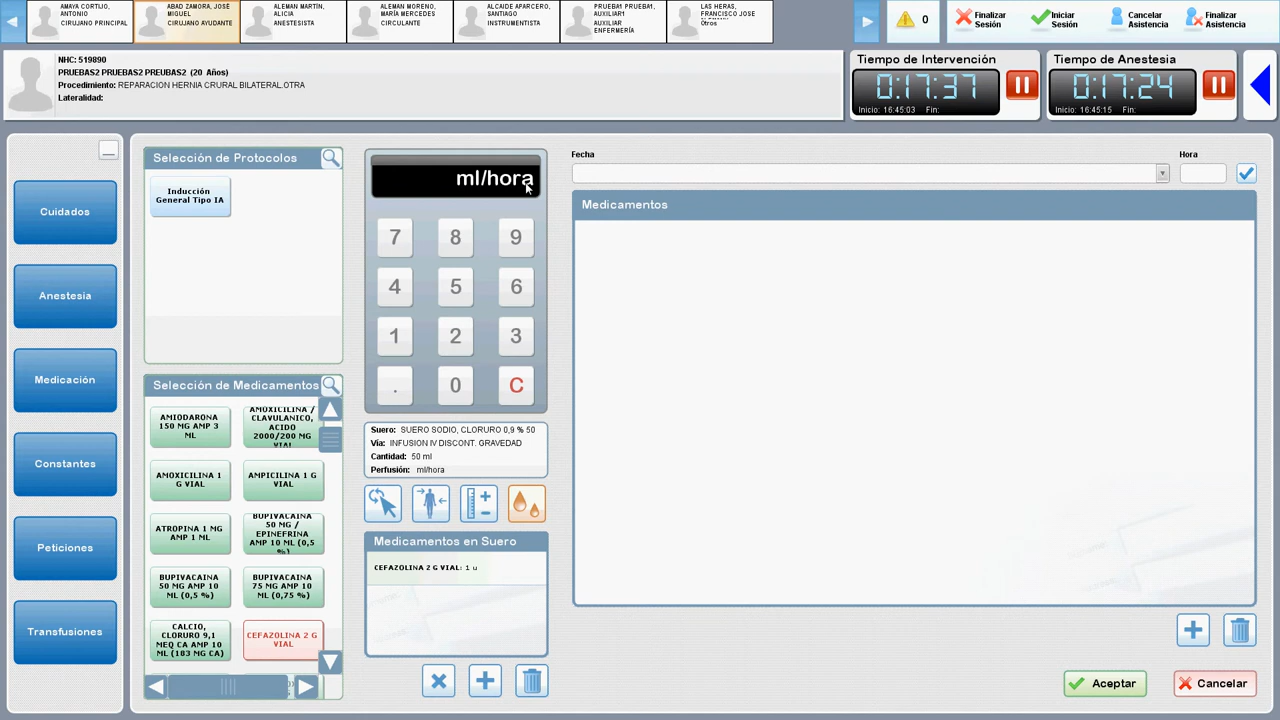 AMAYA CORTIJO,
ANTONIO
CIRUJANO PRINCIPAL
ABAD ZAMORA, JOSE
MIGUEL
CIRUJANO AYUDANTE
ALEMAN MARTÍN,
ALICIA
ANESTESISTA
ALEMAN MORENO,
MARÍA MERCEDES
CIRCULANTE
ALCAIDE APARCERO,
SANTIAGO
INSTRUMENTISTA
PRUEBA1 PRUEBA1,
AUXILIAR1
AUXILIAR
ENFERMERÍA
LAS HERAS,
FRANCISCO JOSE
Otros
0
Finalizar
Sesión
Iniciar
Sesión
Cancelar
Asistencia
Finalizar
Asistencia
NHC: 519890
PRUEBAS2 PRUEBAS2 PREUBAS2 (20 Años)
Procedimiento: REPARACION HERNIA CRURAL BILATERAL.OTRA
Lateralidad:
Tiempo de Intervención
0:17:37
Inicio: 16:45:03 Fin:
Tiempo de Anestesia
0:17:24
Inicio: 16:45:15 Fin:
Cuidados
Anestesia
Medicación
Constantes
Peticiones
Transfusiones
Selección de Protocolos
Inducción
General Tipo IA
Selección de Medicamentos
AMIODARONA
150 MG AMP 3
ML
AMOXICILINA /
CLAVULANICO,
ACIDO
2000/200 MG
VIAL
AMOXICILINA 1
G VIAL
AMPICILINA 1 G
VIAL
ATROPINA 1 MG
AMP 1 ML
BUPIVACAINA
50 MG /
EPINEFRINA
AMP 10 ML (0,5
%)
BUPIVACAINA
50 MG AMP 10
ML (0,5 %)
BUPIVACAINA
75 MG AMP 10
ML (0,75 %)
CALCIO,
CLORURO 9,1
MEQ CA AMP 10
ML (183 MG CA)
CEFAZOLINA 2 G
VIAL
ml/hora
7 8 9
4 5 6
1 2 3
. 0 C
Suero: SUERO SODIO, CLORURO 0,9 % 50
Vía: INFUSION IV DISCONT. GRAVEDAD
Cantidad: 50 ml
Perfusión: ml/hora
Medicamentos en Suero
CEFAZOLINA 2 G VIAL: 1 u
Fecha
Hora
Medicamentos
Aceptar
Cancelar